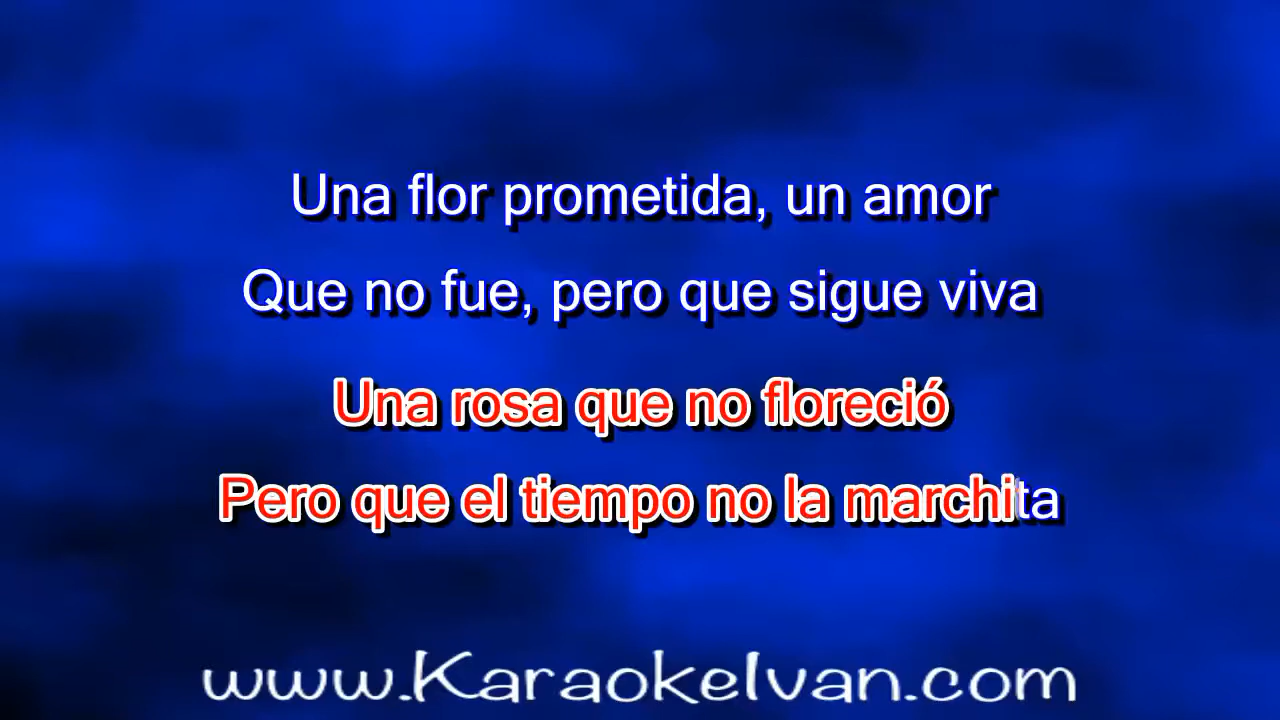 Una flor prometida, un amor
Que no fue, pero que sigue viva
Una rosa que no floreció
Pero que el tiempo no la marchita
www.KaraokeIvan.com